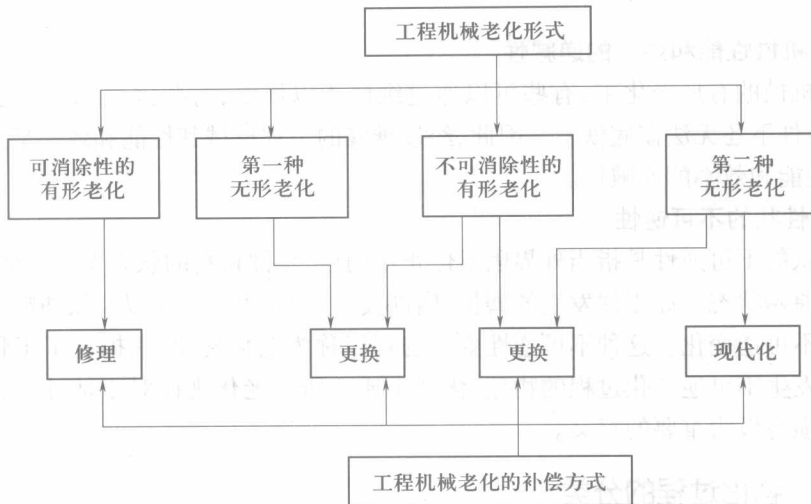 工程机械老化形式
可消除性的
有形老化
第一种
无形老化
不可消除性的
有形老化
第二种
无形老化
修理
更换
更换
现代化
工程机械老化的补偿方式